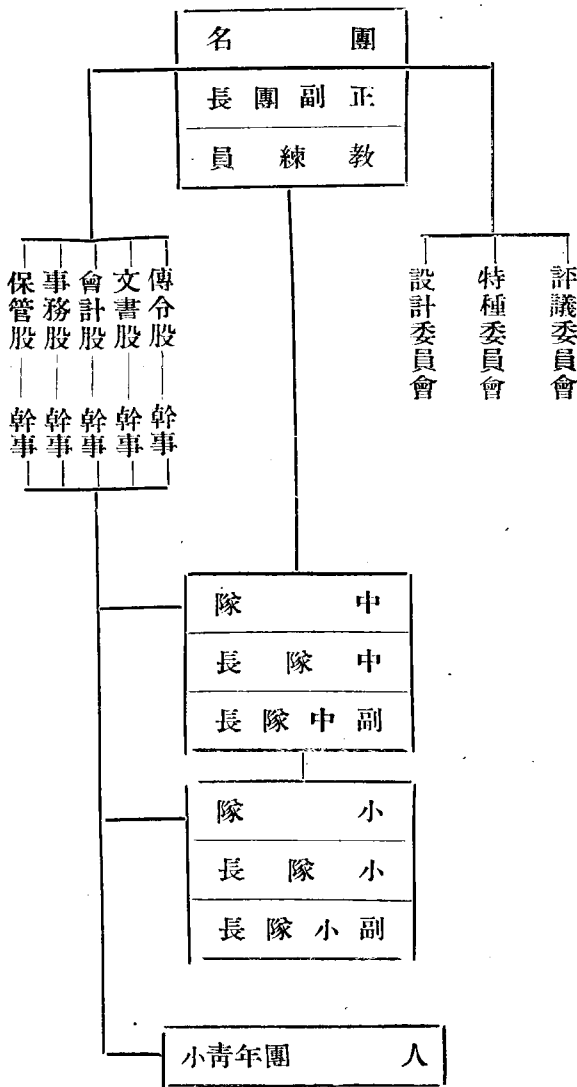 團名
正副團長
教練員
評議委員會
特種委員會
設計委員會
傳令股 幹事
文書股 幹事
會計股 幹事
事務股 幹事
保管股 幹事
中隊
中隊長
副中隊長
小隊
小隊長
副小隊長
小青年團 人